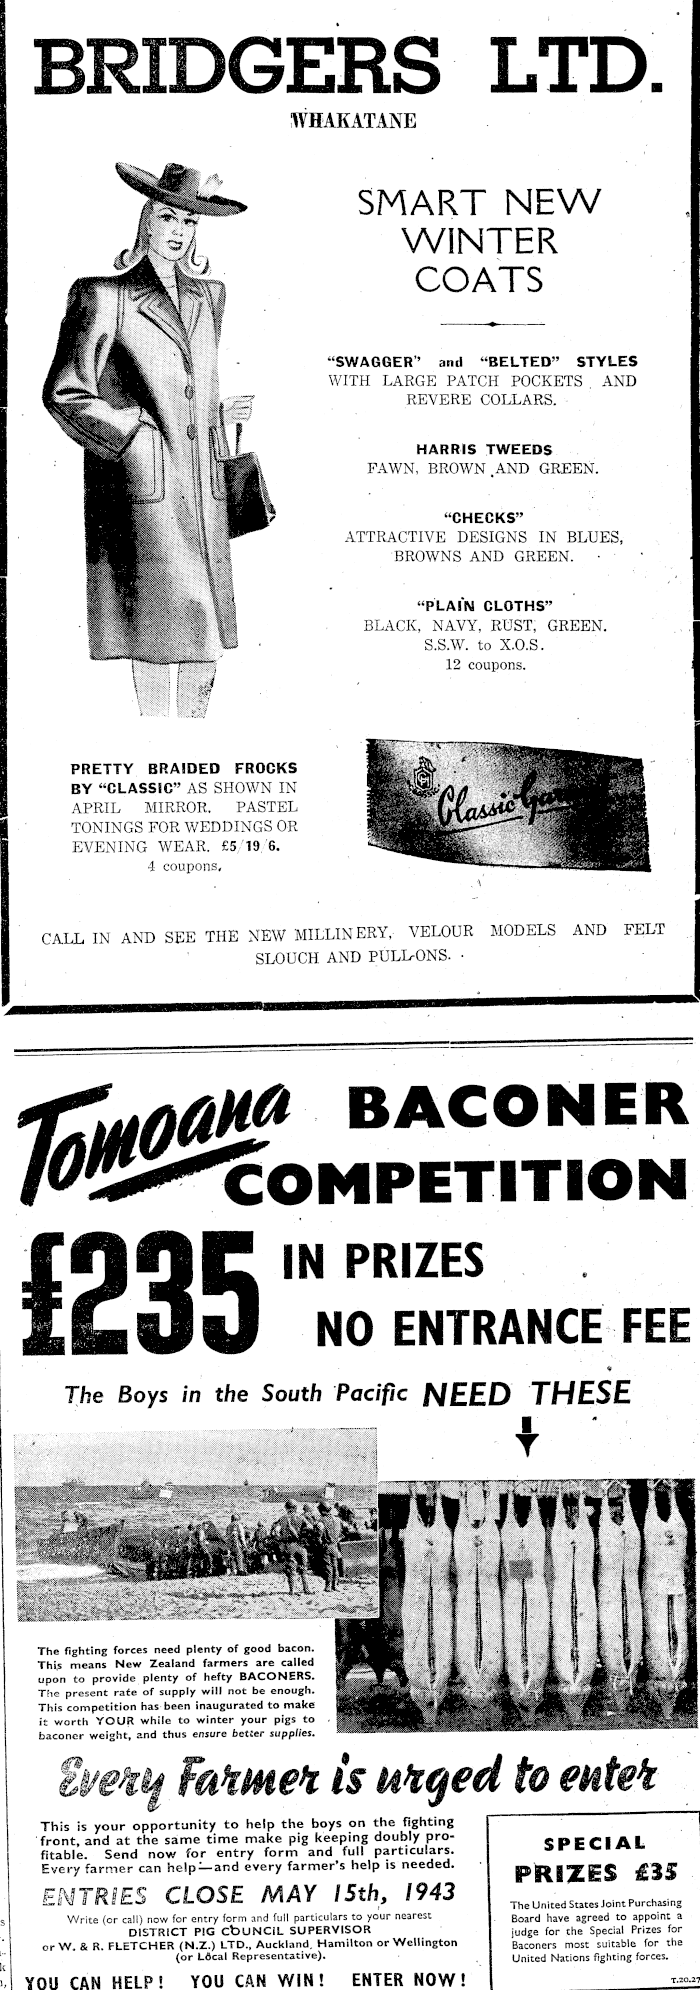 BRIDGERS LTD.
WHAKATANE
SMART NEW
WINTER
COATS
"SWAGGER" and "BELTED" STYLES
WITH LARGE PATCH POCKETS AND
REVERE COLLARS.
HARRIS TWEEDS
FAWN, BROWN AND GREEN.
"CHECKS"
ATTRACTIVE DESIGNS IN BLUES,
BROWNS AND GREEN.
"PLAIN CLOTHS"
BLACK, NAVY, RUST, GREEN.
S.S.W. to X.O.S.
12 coupons.
PRETTY BRAIDED FROCKS
BY "CLASSIC" AS SHOWN IN
APRIL MIRROR. PASTEL
TONINGS FOR WEDDINGS OR
EVENING WEAR. £5/19/6.
4 coupons.
Classic
CALL IN AND SEE THE NEW MILLINERY, VELOUR MODELS AND FELT
SLOUCH AND PULL-ONS.
Tomoana BACONER
COMPETITION
£235 IN PRIZES
NO ENTRANCE FEE
The Boys in the South Pacific NEED THESE
The fighting forces need plenty of good bacon.
This means New Zealand farmers are called
upon to provide plenty of hefty BACONERS.
The present rate of supply will not be enough.
This competition has been inaugurated to make
it worth YOUR while to winter your pigs to
baconer weight, and thus ensure better supplies.
Every Farmer is urged to enter
This is your opportunity to help the boys on the fighting
front, and at the same time make pig keeping doubly pro-
fitable. Send now for entry form and full particulars.
Every farmer can help—and every farmer's help is needed.
ENTRIES CLOSE MAY 15th, 1943
Write (or call) now for entry form and full particulars to your nearest
DISTRICT PIG COUNCIL SUPERVISOR
or W. & R. FLETCHER (N.Z.) LTD., Auckland, Hamilton or Wellington
(or Local Representative).
YOU CAN HELP! YOU CAN WIN! ENTER NOW!
SPECIAL
PRIZES £35
The United States Joint Purchasing
Board have agreed to appoint a
judge for the Special Prizes for
Baconers most suitable for the
United Nations fighting forces.
T.20.27